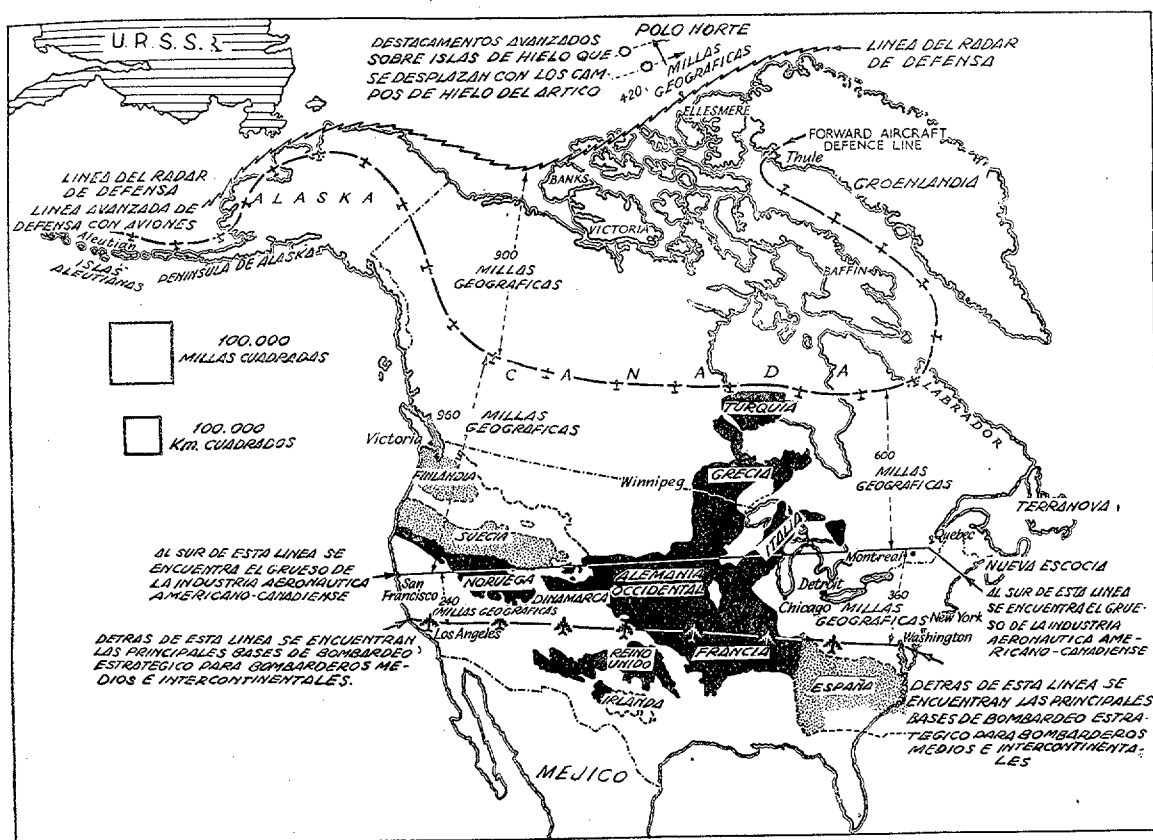 U.R.S.S.
DESTACAMENTOS AVANZADOS
SOBRE ISLAS DE HIELO QUE
SE DESPLAZAN CON LOS CAM-
POS DE HIELO DEL ARTICO
POLO NORTE
MILLAS
GEOGRÁFICAS
420
LINEA DEL RADAR
DE DEFENSA
ELLESMERE
FORWARD AIRCRAFT
DEFENCE LINE
Thule
GROENLANDIA
BANKS
VICTORIA
BAFFIN
LINEA DEL RADAR
DE DEFENSA
LINEA AVANZADA DE
DEFENSA CON AVIONES
ALASKA
Aleutian
ISLAS
ALEUTIANAS
PENINSULA DE ALASKA
900
MILLAS
GEOGRÁFICAS
100.000
MILLAS CUADRADAS
100.000
Km. CUADRADOS
CANADA
LABRADOR
TURQUIA
960
MILLAS
GEOGRÁFICAS
Victoria
FINLANDIA
Winnipeg
GRECIA
600
MILLAS
GEOGRÁFICAS
TERRANOVA
SUECIA
ITALIA
Quebec
Montreal
NUEVA ESCOCIA
AL SUR DE ESTA LINEA SE
ENCUENTRA EL GRUESO DE
LA INDUSTRIA AERONAUTICA
AMERICANO-CANADIENSE
San
Francisco
NORUEGA
DINAMARCA
ALEMANIA
OCCIDENTAL
Detroit
Chicago
240
MILLAS GEOGRÁFICAS
360
MILLAS
GEOGRÁFICAS
New York
AL SUR DE ESTA LINEA
SE ENCUENTRA EL GRUE-
SO DE LA INDUSTRIA
AERONAUTICA AME-
RICANO-CANADIENSE
Los Angeles
Washington
DETRAS DE ESTA LINEA SE ENCUENTRAN
LAS PRINCIPALES BASES DE BOMBARDEO
ESTRATEGICO PARA BOMBARDEROS ME-
DIOS E INTERCONTINENTALES.
REINO
UNIDO
FRANCIA
ESPAÑA
IRLANDA
DETRAS DE ESTA LINEA SE
ENCUENTRAN LAS PRINCIPALES
BASES DE BOMBARDEO ESTRA-
TEGICO PARA BOMBARDEROS
MEDIOS E INTERCONTINENTA-
LES
MEJICO